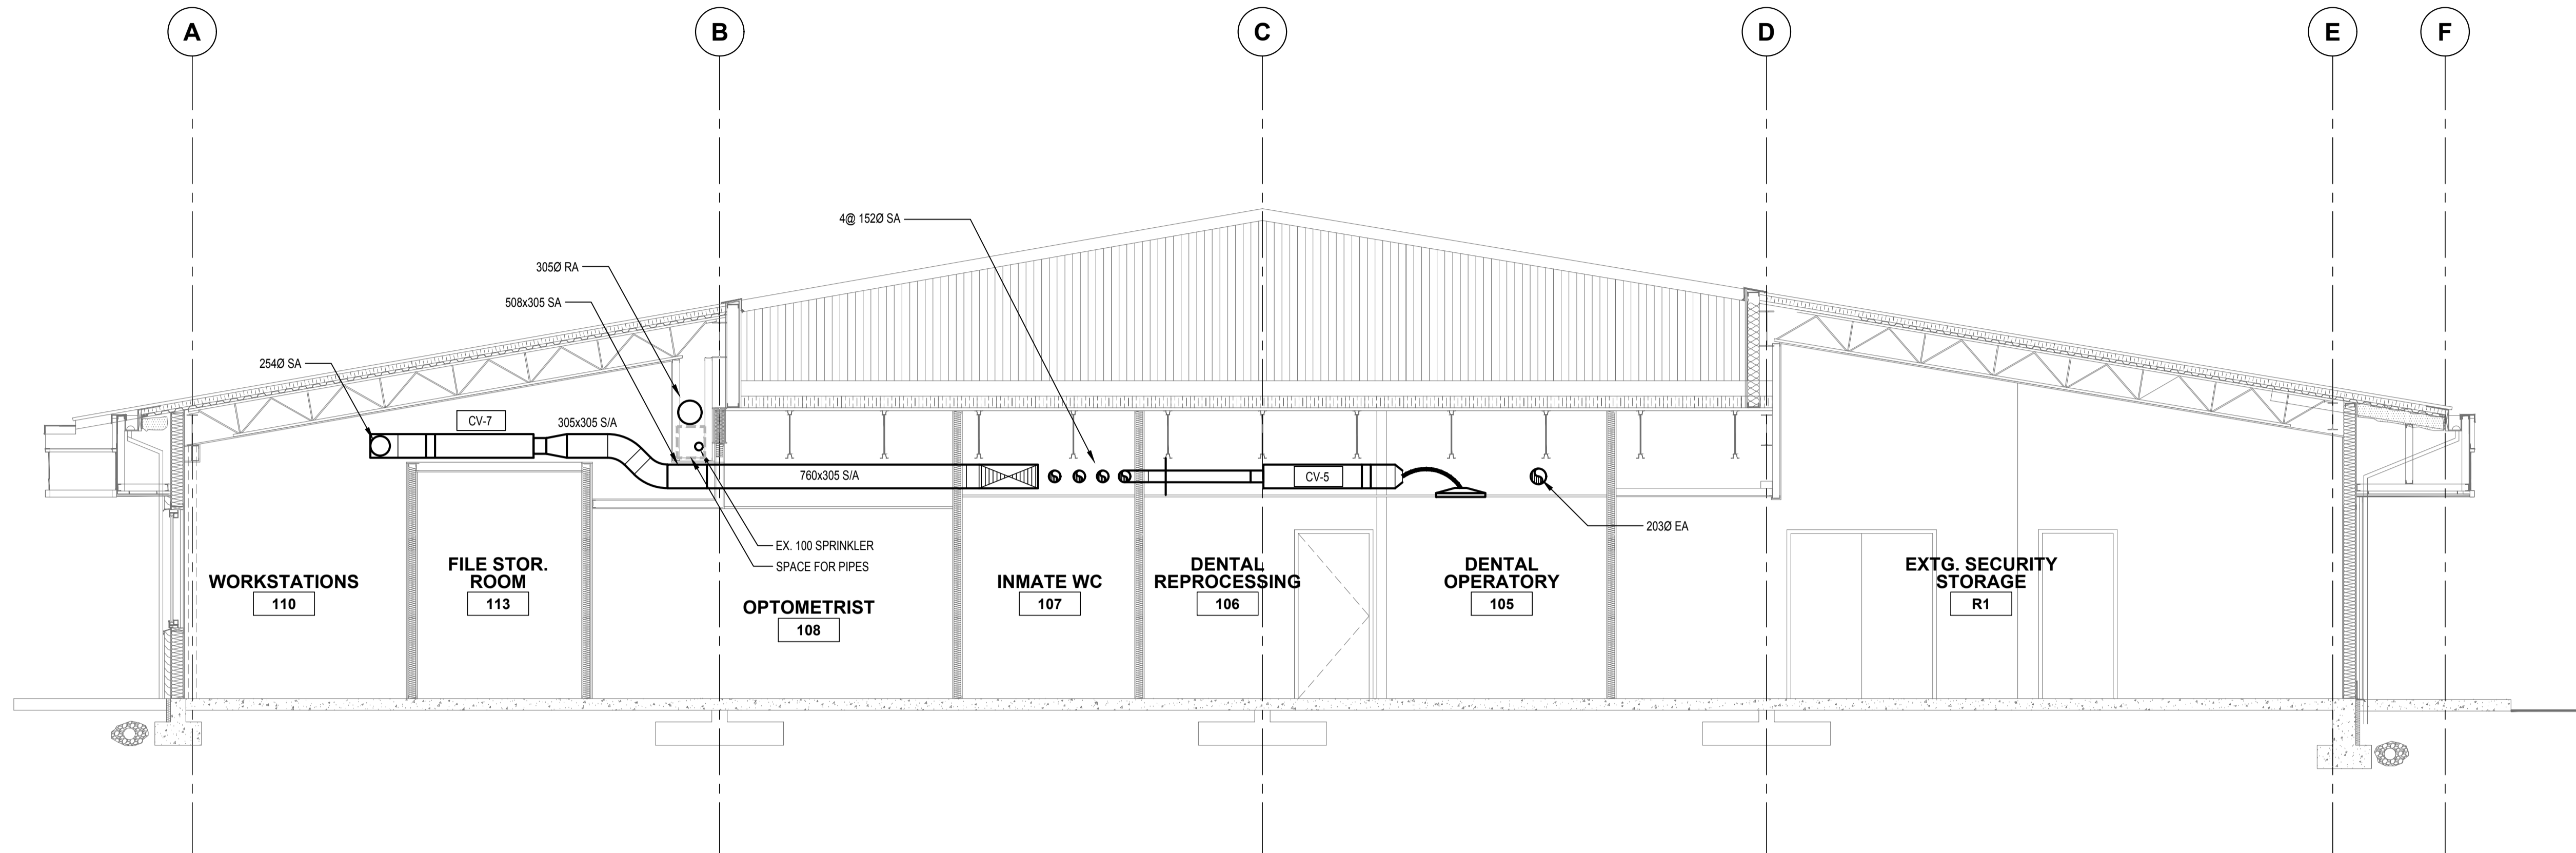 A
B
C
D
E
F
4@ 152Ø SA
305Ø RA
508x305 SA
254Ø SA
CV-7
305x305 S/A
760x305 S/A
CV-5
203Ø EA
EX. 100 SPRINKLER
SPACE FOR PIPES
WORKSTATIONS
110
FILE STOR.
ROOM
113
OPTOMETRIST
108
INMATE WC
107
DENTAL
REPROCESSING
106
DENTAL
OPERATORY
105
EXTG. SECURITY
STORAGE
R1